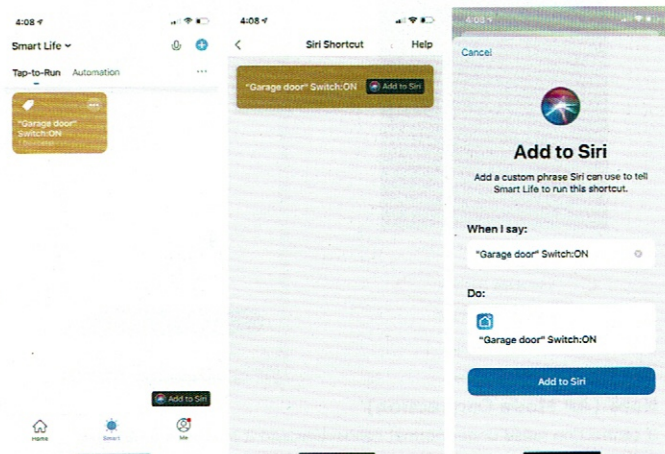 4:08
Smart Life
Tap-to-Run Automation
"Garage door"
Switch:ON
Add to Siri
Home Smart Me
4:08
Siri Shortcut Help
"Garage door" Switch:ON Add to Siri
4:08
Cancel
Add to Siri
Add a custom phrase Siri can use to tell
Smart Life to run this shortcut.
When I say:
"Garage door" Switch:ON
Do:
"Garage door" Switch:ON
Add to Siri